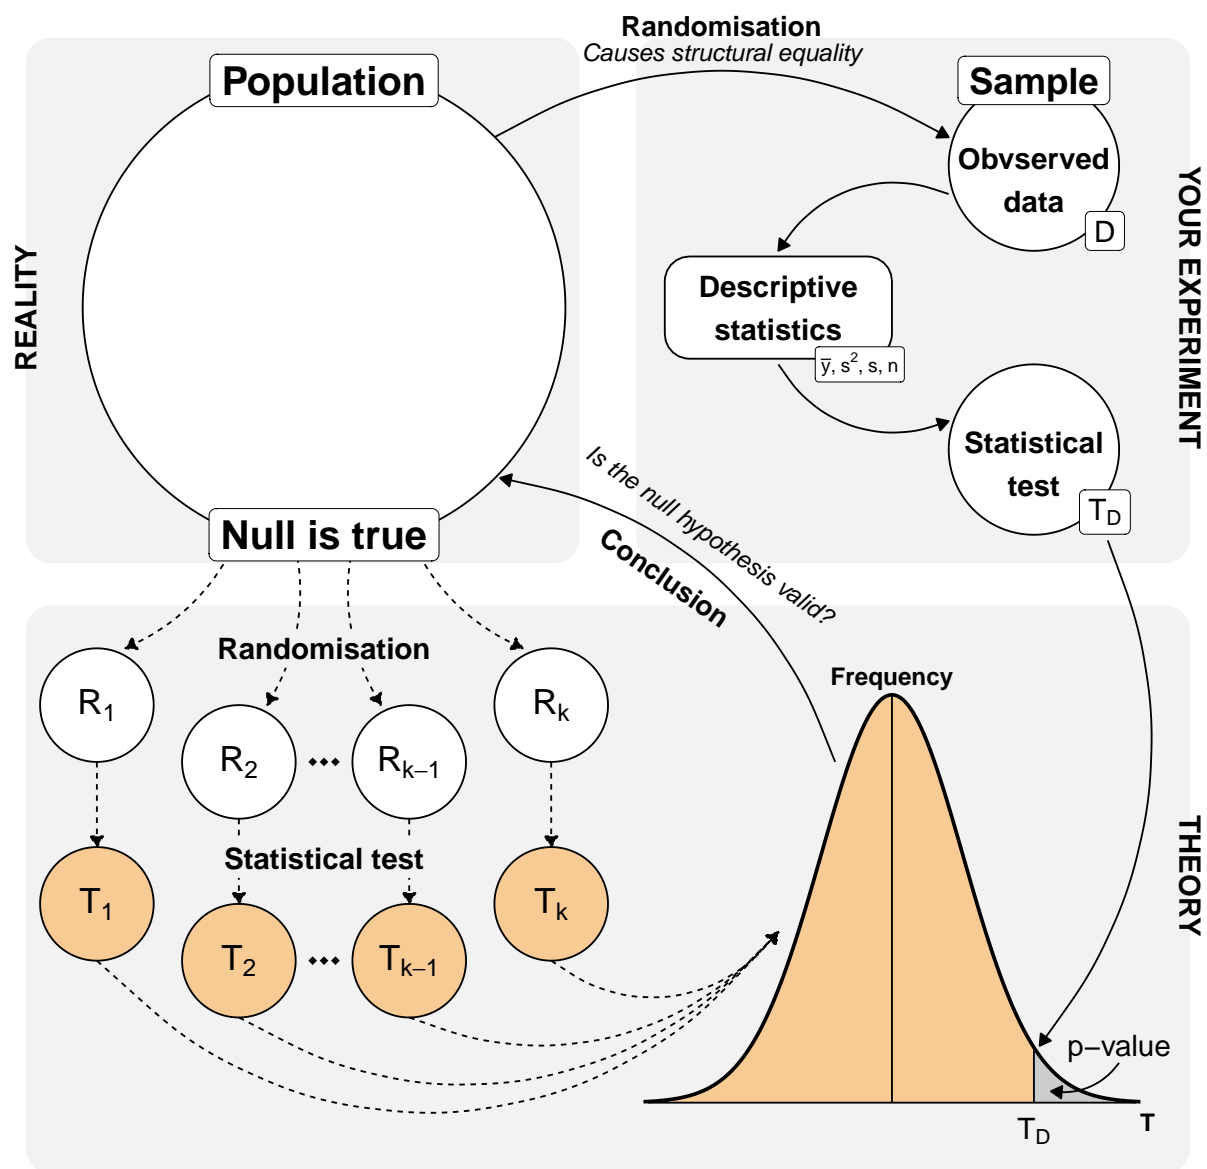 Randomisation
Causes structural equality
Population
Sample
Obvserved
data
D
REALITY
YOUR EXPERIMENT
Descriptive
statistics
y̅, s², s, n
Statistical
test
T_D
Is the null hypothesis valid?
Conclusion
Null is true
Randomisation
R₁
R₂
R_{k−1}
R_k
Statistical test
T₁
T₂
T_{k−1}
T_k
Frequency
THEORY
p−value
T_D
T